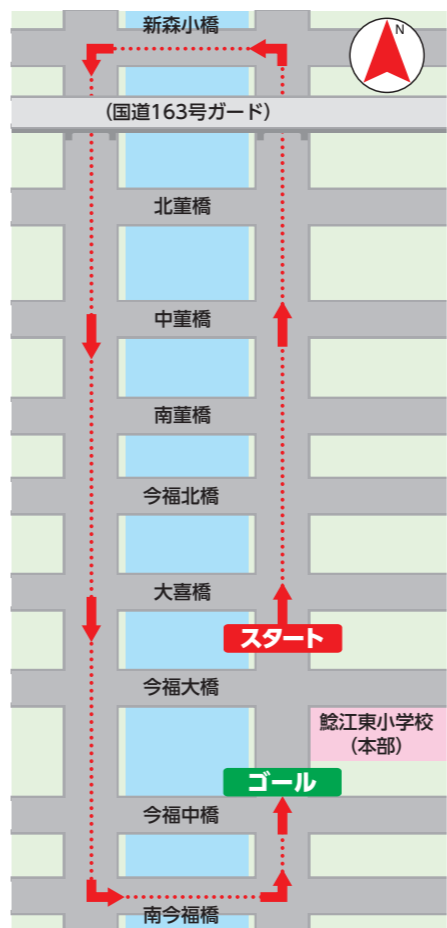 新森小橋
N
(国道163号ガード)
北菫橋
中菫橋
南菫橋
今福北橋
大喜橋
スタート
今福大橋
鯰江東小学校
(本部)
ゴール
今福中橋
南今福橋